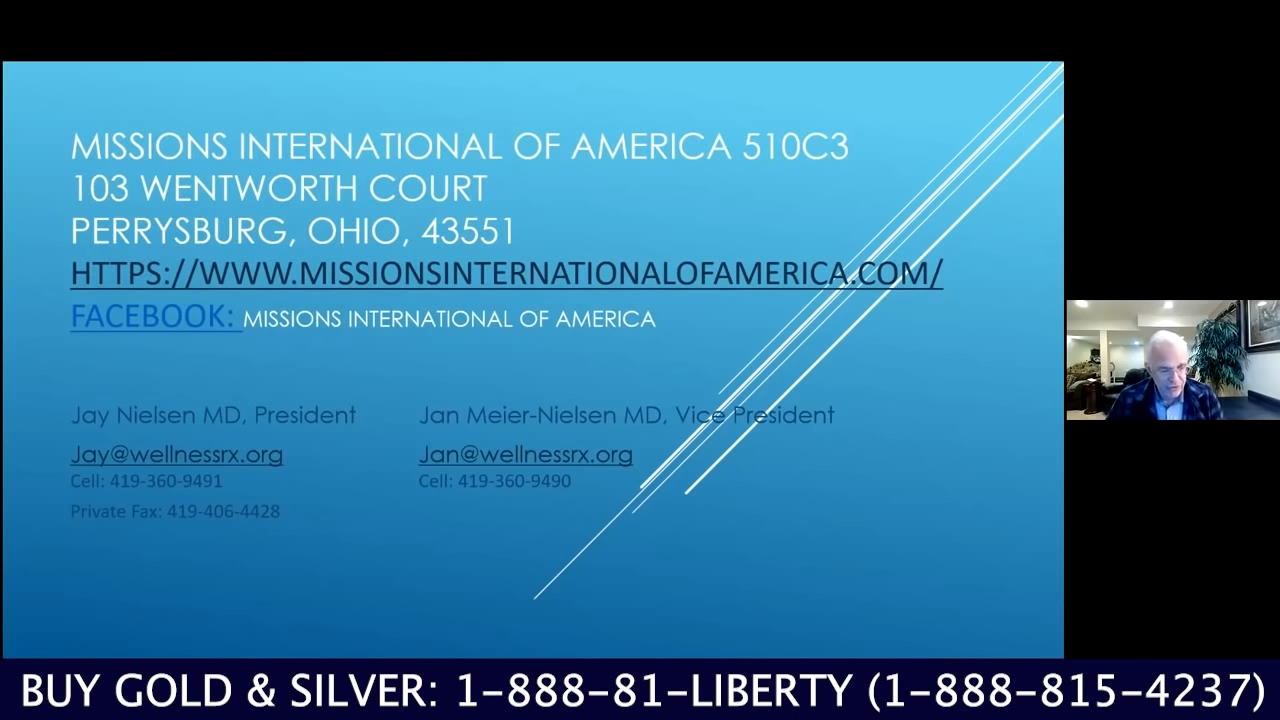 MISSIONS INTERNATIONAL OF AMERICA 510C3
103 WENTWORTH COURT
PERRYSBURG, OHIO, 43551
HTTPS://WWW.MISSIONSINTERNATIONALOFAMERICA.COM/
FACEBOOK: MISSIONS INTERNATIONAL OF AMERICA
Jay Nielsen MD, President
Jay@wellnessrx.org
Cell: 419-360-9491
Private Fax: 419-406-4428
Jan Meier-Nielsen MD, Vice President
Jan@wellnessrx.org
Cell: 419-360-9490
BUY GOLD & SILVER: 1-888-81-LIBERTY (1-888-815-4237)